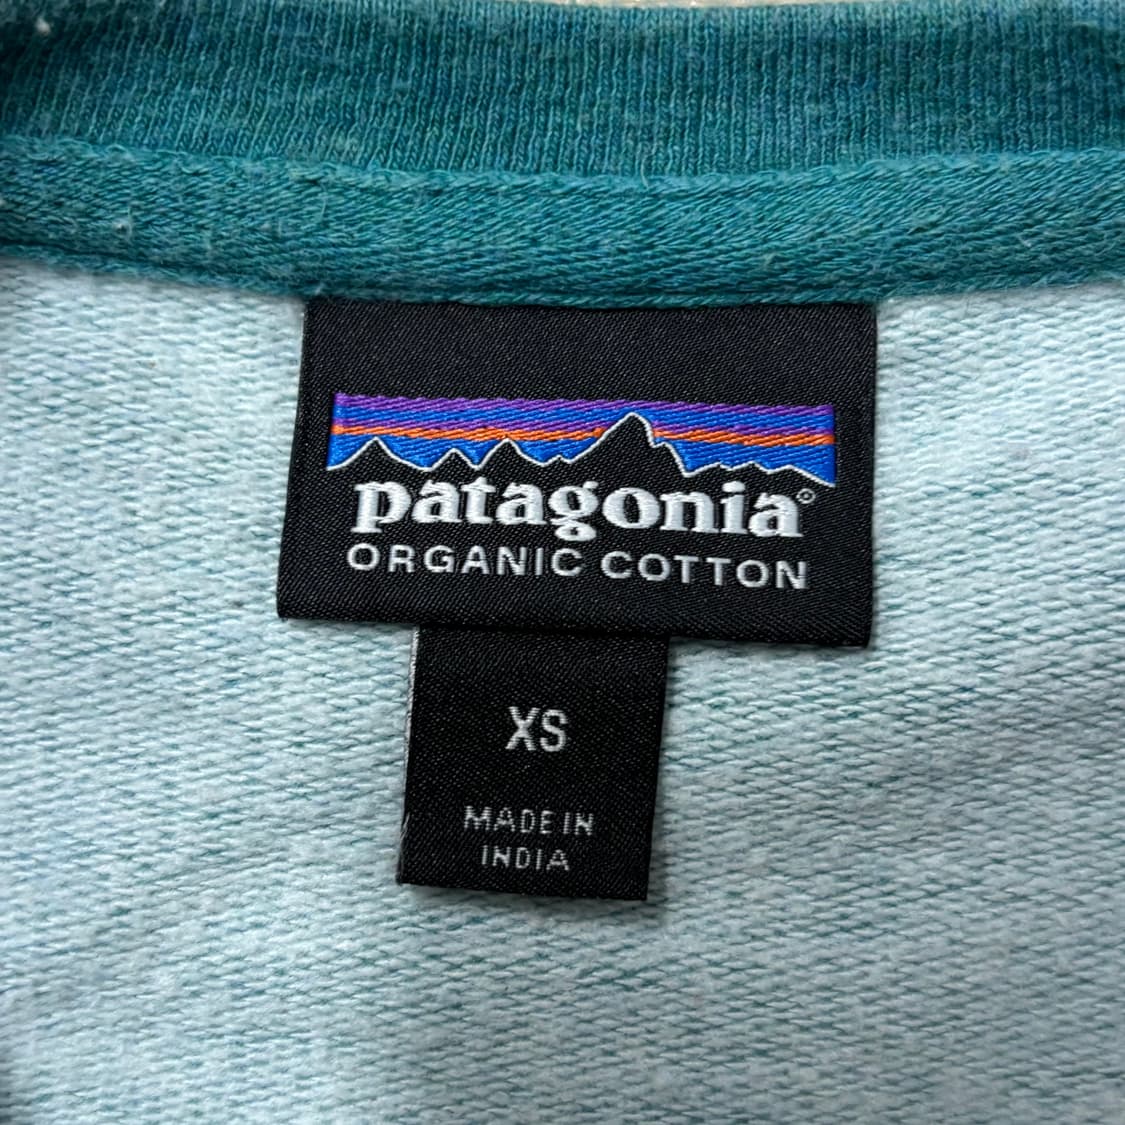 patagonia®
ORGANIC COTTON
XS
MADE IN
INDIA